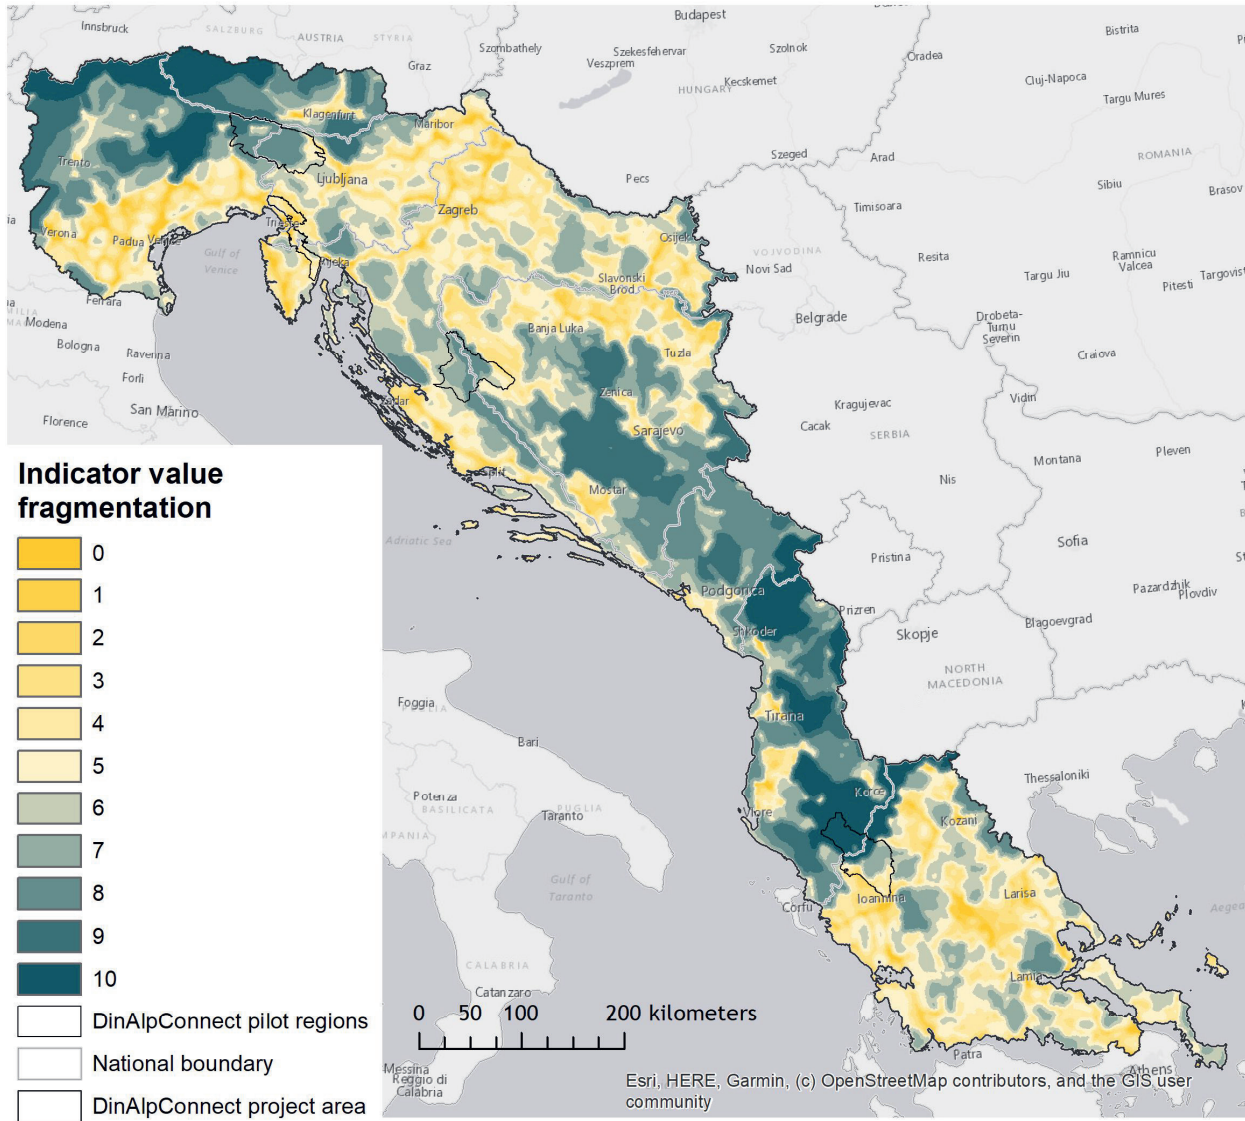 Budapest
Innsbruck
SALZBURG
AUSTRIA
STYRIA
Bistrita
Szombathely
Szekesfehervar
Szolnok
Oradea
Veszprem
Graz
Kecskemet
Cluj-Napoca
HUNGARY
Targu Mures
Klagenfurt
Maribor
Szeged
Arad
ROMANIA
Trento
Ljubljana
Pecs
Sibiu
Brasov
Zagreb
Timisoara
Trieste
Verona
Padua
Venice
Osijek
VOJVODINA
Resita
Ramnicu
Valcea
Gulf of
Venice
Rijeka
Novi Sad
Targu Jiu
Targovist
Slavonski
Brod
Pitesti
Ferrara
Modena
Banja Luka
Belgrade
Drobeta-
Turnu
Severin
Bologna
Ravenna
Tuzla
Craiova
Forli
Zenica
Vidin
Zadar
San Marino
Kragujevac
Florence
Cacak
SERBIA
Sarajevo
Pleven
Montana
Split
Nis
Mostar
Adriatic Sea
Sofia
Pristina
Pazardzhik
Plovdiv
Podgorica
Prizren
Blagoevgrad
Shkoder
Skopje
NORTH
MACEDONIA
Foggia
PUGLIA
Tirana
Bari
Thessaloniki
Potenza
BASILICATA
PUGLIA
Korce
Vlore
Taranto
Kozani
MPANIA
Gulf of
Taranto
Ioannina
Larisa
Corfu
CALABRIA
Lamia
Catanzaro
Patra
Athens
Messina
Reggio di
Calabria
Indicator value
fragmentation
0
1
2
3
4
5
6
7
8
9
10
DinAlpConnect pilot regions
National boundary
DinAlpConnect project area
0 50 100 200 kilometers
Esri, HERE, Garmin, (c) OpenStreetMap contributors, and the GIS user
community